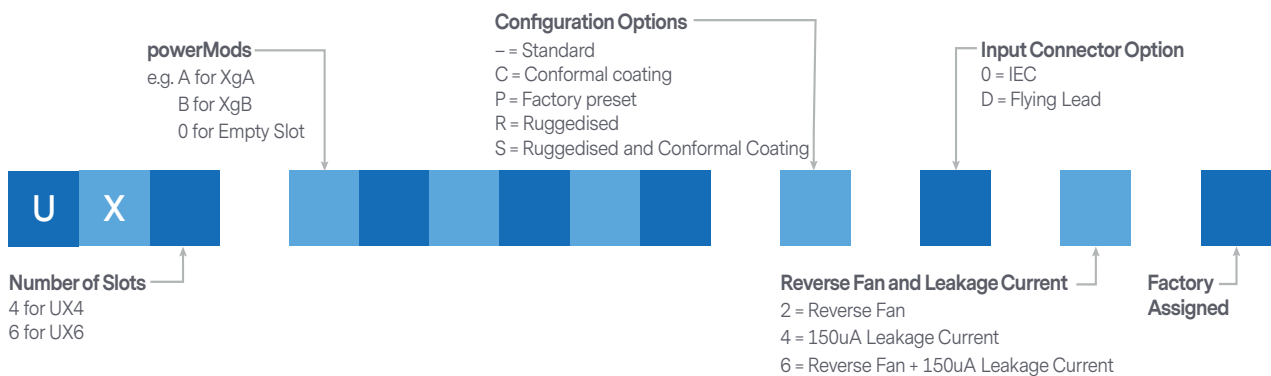 Configuration Options
– = Standard
C = Conformal coating
P = Factory preset
R = Ruggedised
S = Ruggedised and Conformal Coating
powerMods
e.g. A for XgA
B for XgB
0 for Empty Slot
Input Connector Option
0 = IEC
D = Flying Lead
U X
Number of Slots
4 for UX4
6 for UX6
Reverse Fan and Leakage Current
2 = Reverse Fan
4 = 150uA Leakage Current
6 = Reverse Fan + 150uA Leakage Current
Factory
Assigned